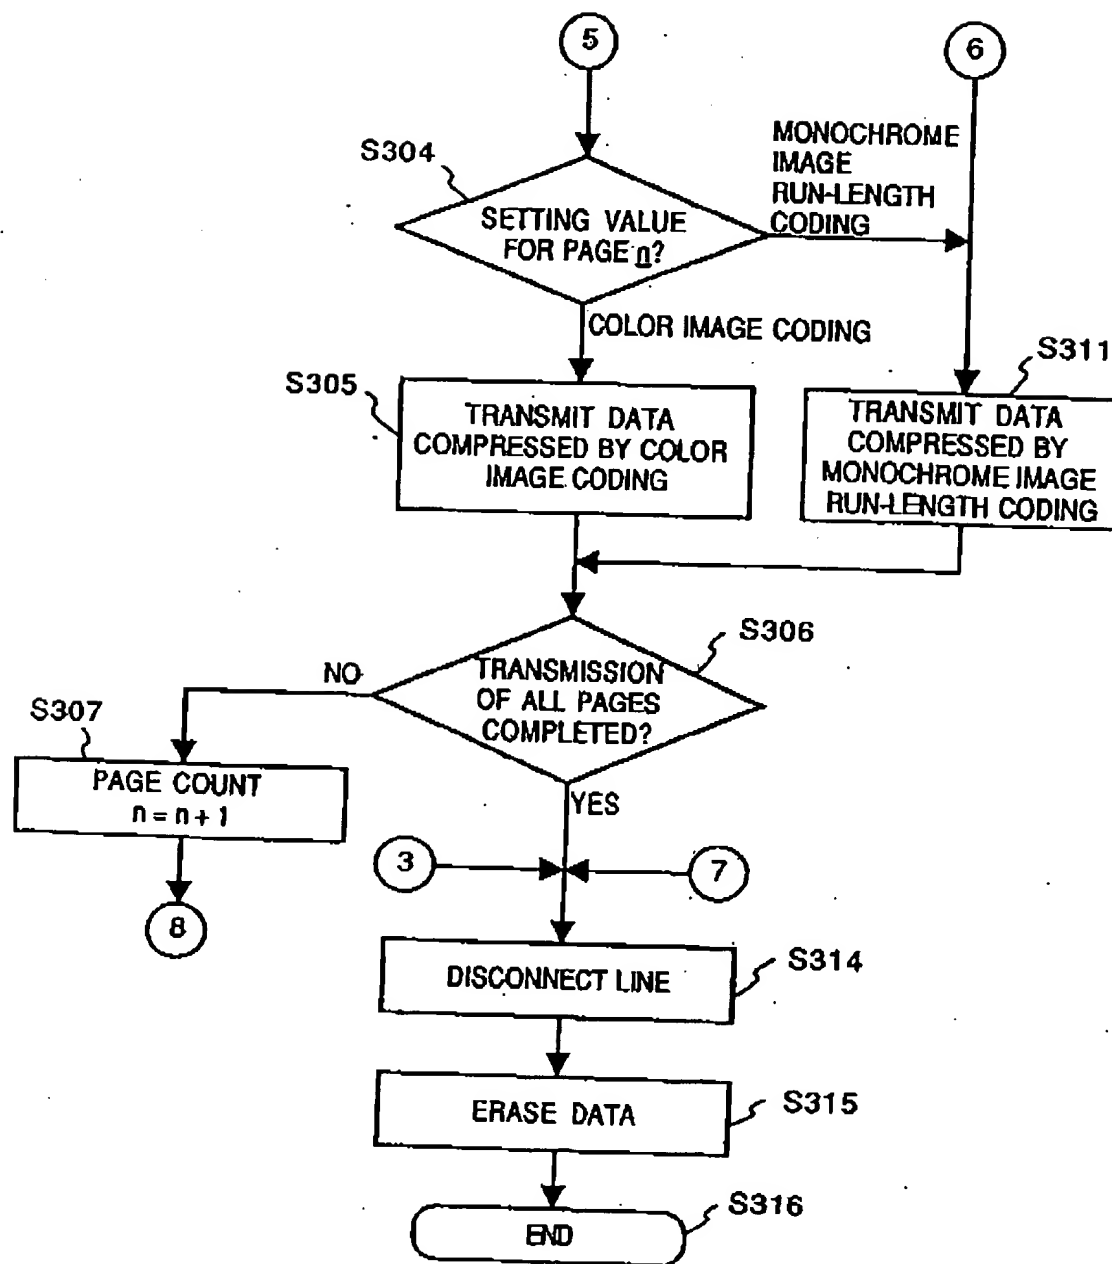 5
6
S304
MONOCHROME
IMAGE
RUN-LENGTH
CODING
SETTING VALUE
FOR PAGE n?
COLOR IMAGE CODING
S311
S305
TRANSMIT DATA
COMPRESSED BY COLOR
IMAGE CODING
TRANSMIT DATA
COMPRESSED BY
MONOCHROME IMAGE
RUN-LENGTH CODING
S306
NO
TRANSMISSION
OF ALL PAGES
COMPLETED?
S307
PAGE COUNT
n = n + 1
YES
3
7
8
S314
DISCONNECT LINE
S315
ERASE DATA
S316
END